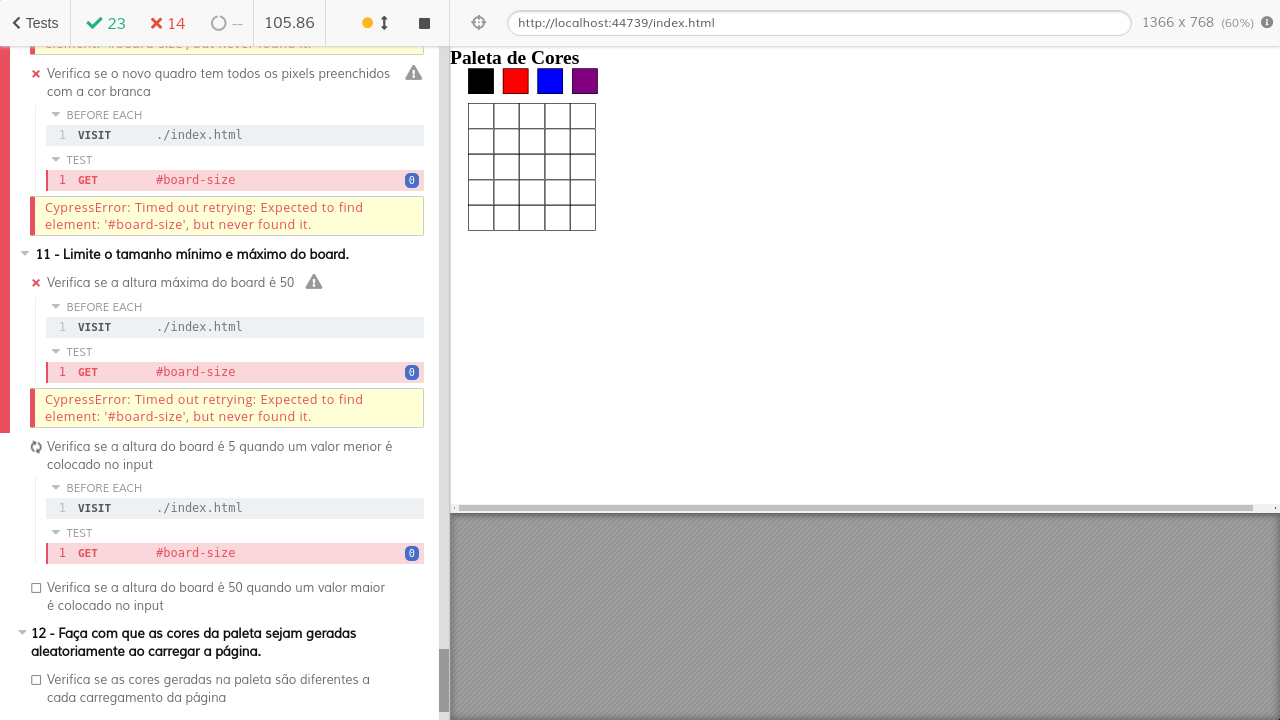 Tests
23
14
--
105.86
http://localhost:44739/index.html
1366 x 768 (60%)
element: '#board-size', but never found it.
Verifica se o novo quadro tem todos os pixels preenchidos
com a cor branca
BEFORE EACH
1 VISIT ./index.html
TEST
1 GET #board-size 0
CypressError: Timed out retrying: Expected to find
element: '#board-size', but never found it.
11 - Limite o tamanho mínimo e máximo do board.
Verifica se a altura máxima do board é 50
BEFORE EACH
1 VISIT ./index.html
TEST
1 GET #board-size 0
CypressError: Timed out retrying: Expected to find
element: '#board-size', but never found it.
Verifica se a altura do board é 5 quando um valor menor é
colocado no input
BEFORE EACH
1 VISIT ./index.html
TEST
1 GET #board-size 0
Verifica se a altura do board é 50 quando um valor maior
é colocado no input
12 - Faça com que as cores da paleta sejam geradas
aleatoriamente ao carregar a página.
Verifica se as cores geradas na paleta são diferentes a
cada carregamento da página
Paleta de Cores